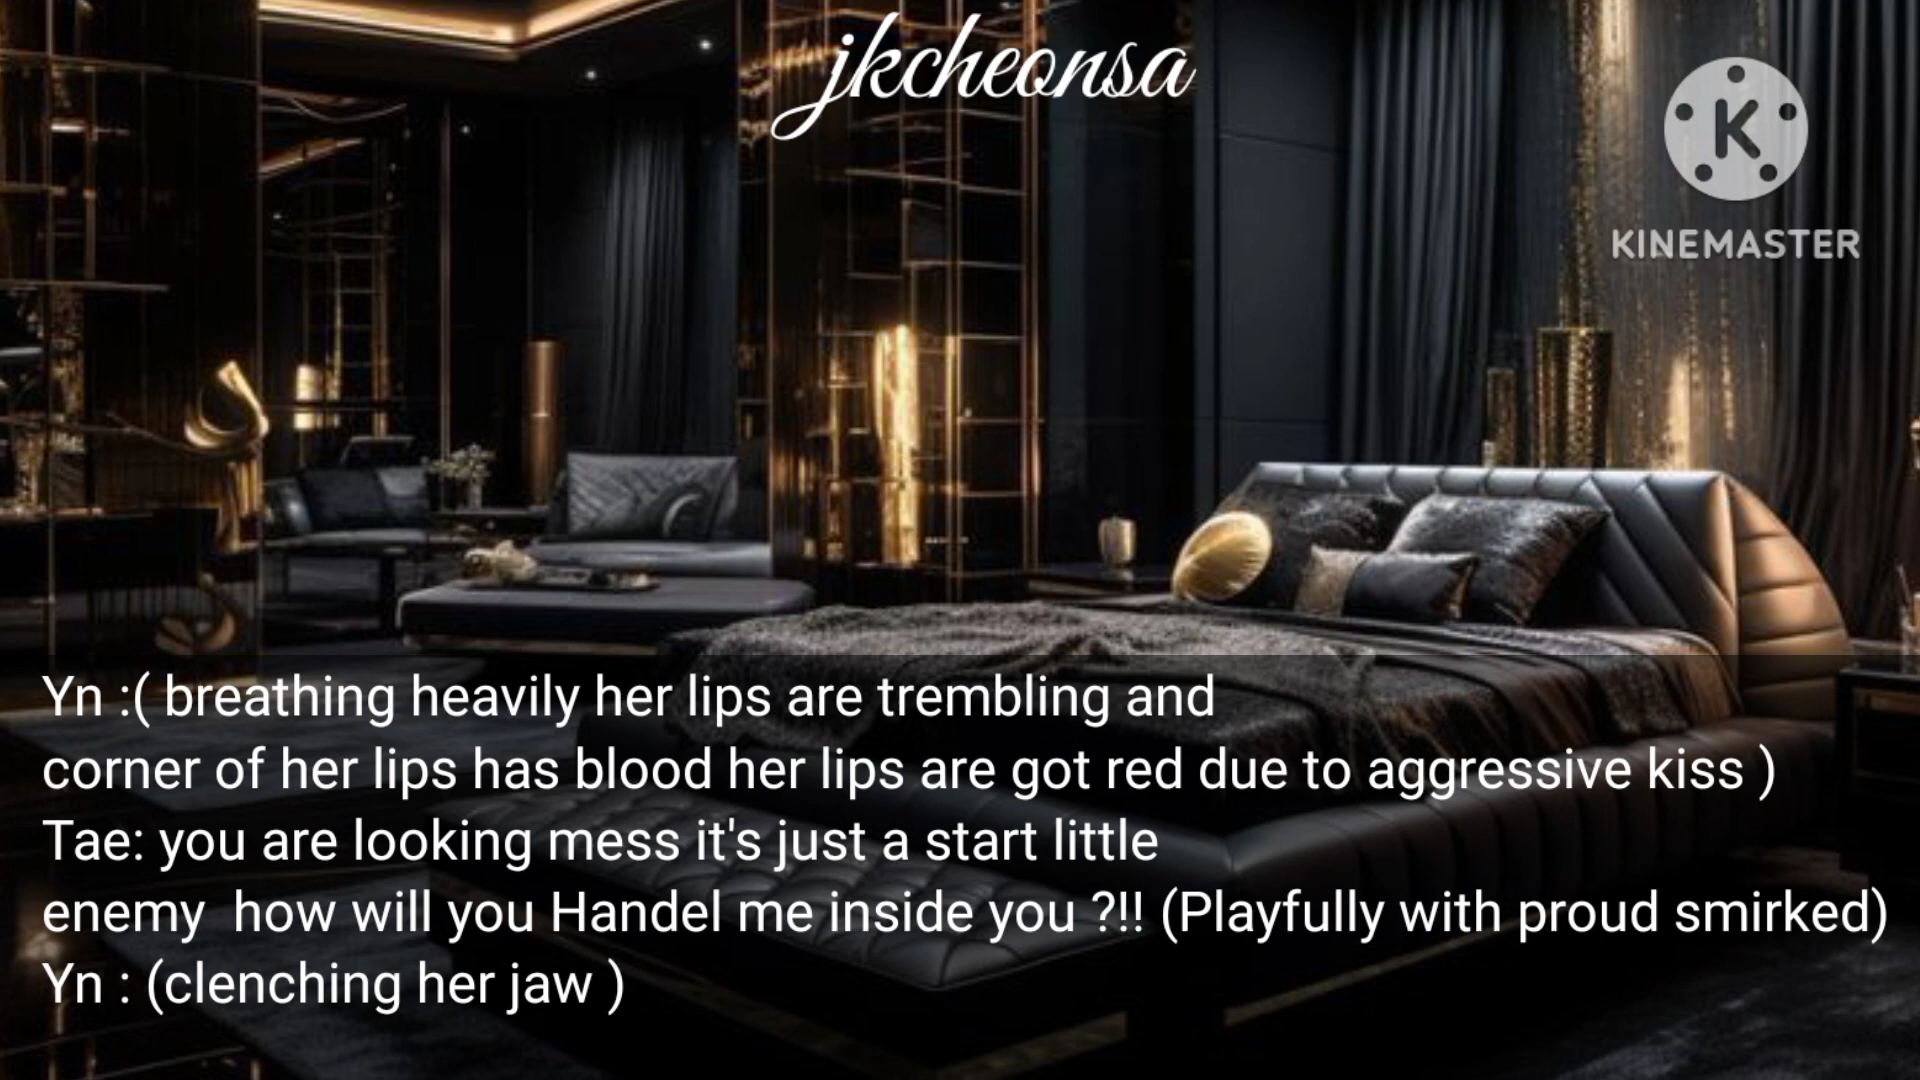 jkcheonsa
KINEMASTER
Yn :( breathing heavily her lips are trembling and
corner of her lips has blood her lips are got red due to aggressive kiss )
Tae: you are looking mess it's just a start little
enemy  how will you Handel me inside you ?!! (Playfully with proud smirked)
Yn : (clenching her jaw )